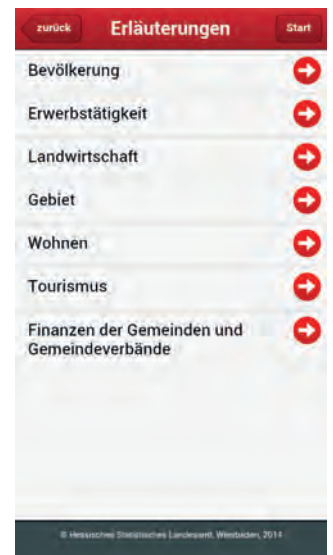 zurück Erläuterungen Start
Bevölkerung
Erwerbstätigkeit
Landwirtschaft
Gebiet
Wohnen
Tourismus
Finanzen der Gemeinden und
Gemeindeverbände
© Hessisches Statistisches Landesamt, Wiesbaden, 2014